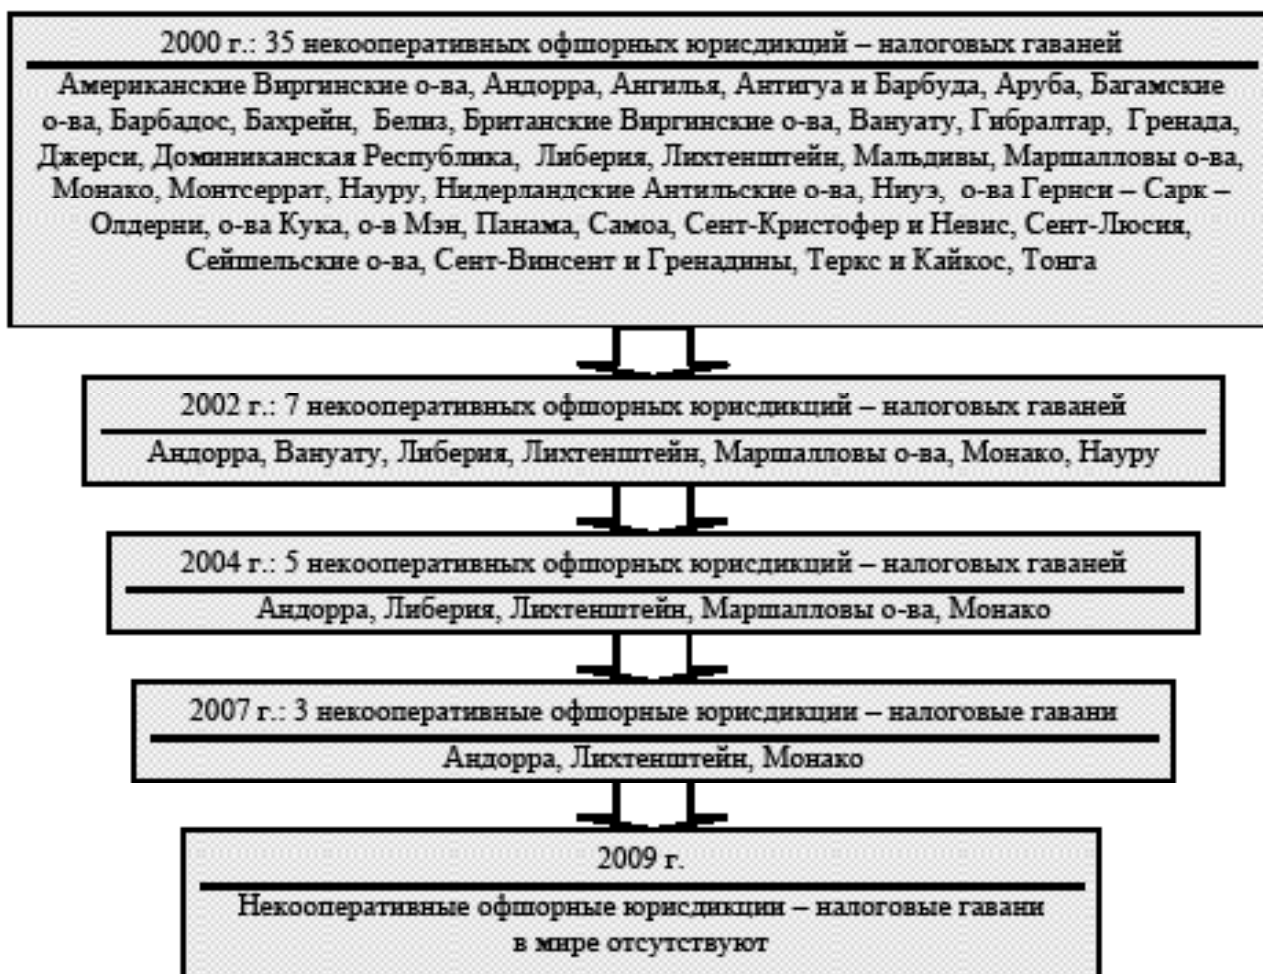 2000 г.: 35 некооперативных офшорных юрисдикций – налоговых гаваней
Американские Виргинские о-ва, Андорра, Ангилья, Антигуа и Барбуда, Аруба, Багамские
о-ва, Барбадос, Бахрейн, Белиз, Британские Виргинские о-ва, Вануату, Гибралтар, Гренада,
Джерси, Доминиканская Республика, Либерия, Лихтенштейн, Мальдивы, Маршалловы о-ва,
Монако, Монтсеррат, Науру, Нидерландские Антильские о-ва, Ниуэ, о-ва Гернси – Сарк –
Олдерни, о-ва Кука, о-в Мэн, Панама, Самоа, Сент-Кристофер и Невис, Сент-Люсия,
Сейшельские о-ва, Сент-Винсент и Гренадины, Теркс и Кайкос, Тонга
2002 г.: 7 некооперативных офшорных юрисдикций – налоговых гаваней
Андорра, Вануату, Либерия, Лихтенштейн, Маршалловы о-ва, Монако, Науру
2004 г.: 5 некооперативных офшорных юрисдикций – налоговых гаваней
Андорра, Либерия, Лихтенштейн, Маршалловы о-ва, Монако
2007 г.: 3 некооперативные офшорные юрисдикции – налоговые гавани
Андорра, Лихтенштейн, Монако
2009 г.
Некооперативные офшорные юрисдикции – налоговые гавани
в мире отсутствуют